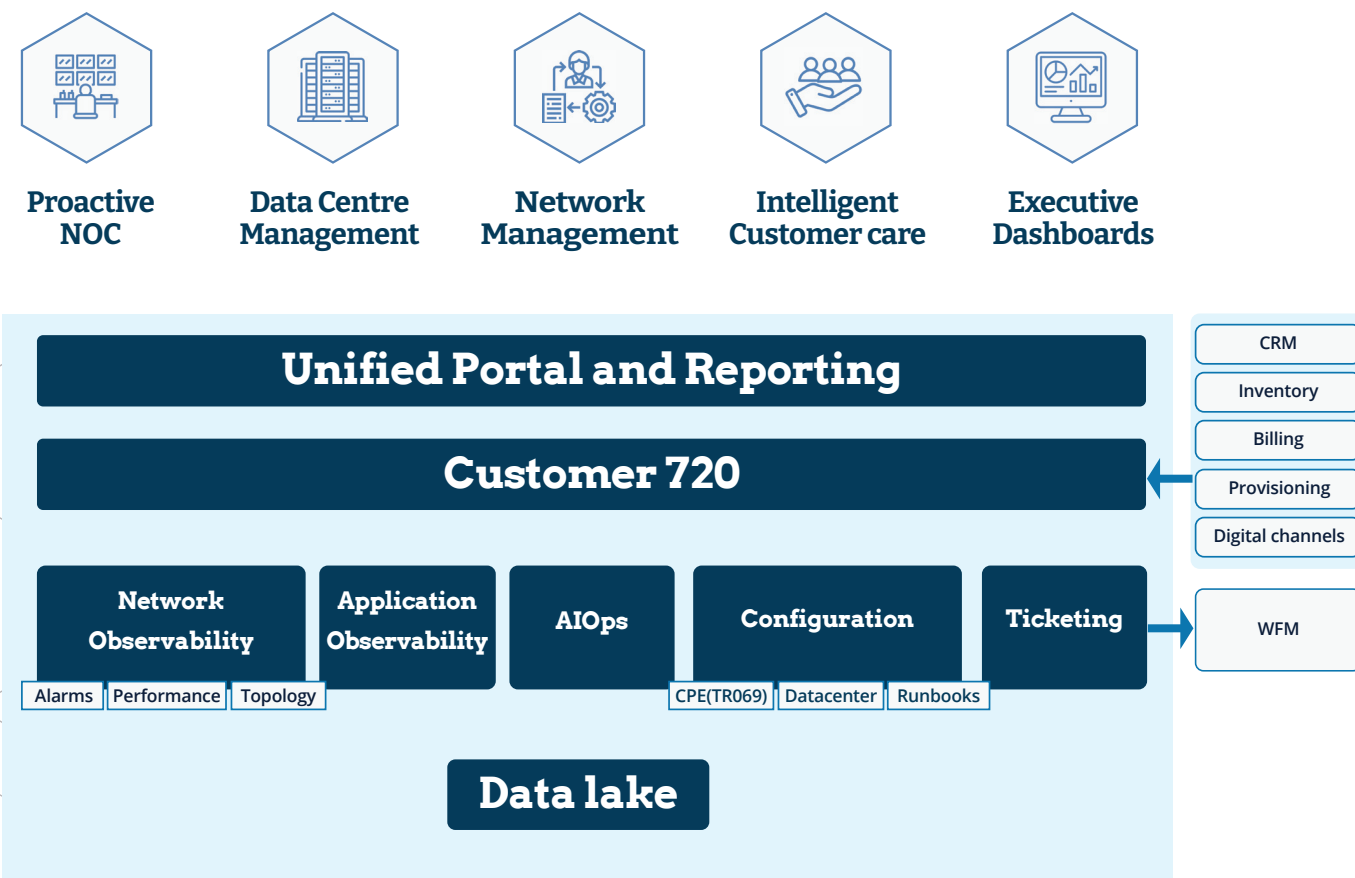 Proactive
NOC
Data Centre
Management
Network
Management
Intelligent
Customer care
Executive
Dashboards
Unified Portal and Reporting
Customer 720
CRM
Inventory
Billing
Provisioning
Digital channels
Network
Observability
Application
Observability
AIOps
Configuration
Ticketing
WFM
Alarms
Performance
Topology
CPE(TR069)
Datacenter
Runbooks
Data lake